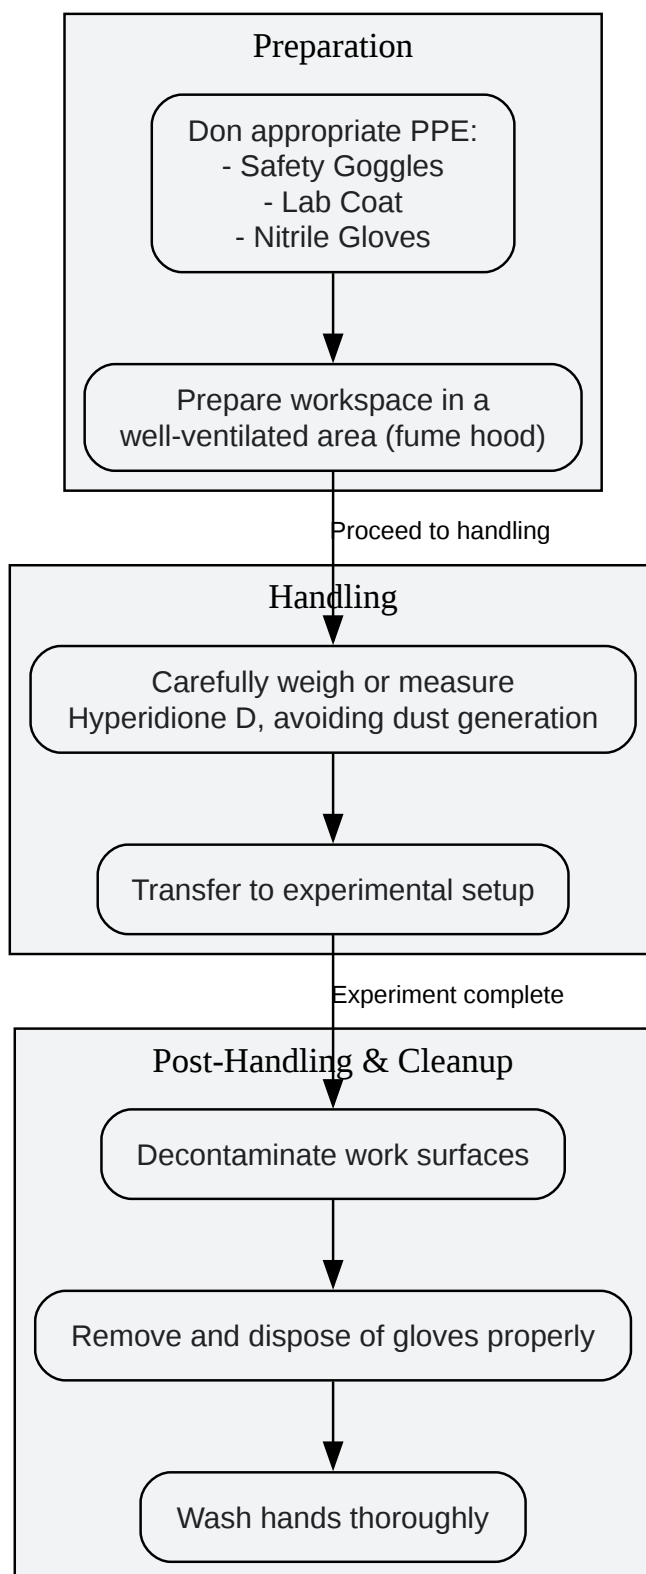 Preparation
Don appropriate PPE:
- Safety Goggles
- Lab Coat
- Nitrile Gloves
Prepare workspace in a
well-ventilated area (fume hood)
Proceed to handling
Handling
Carefully weigh or measure
Hyperidione D, avoiding dust generation
Transfer to experimental setup
Experiment complete
Post-Handling & Cleanup
Decontaminate work surfaces
Remove and dispose of gloves properly
Wash hands thoroughly